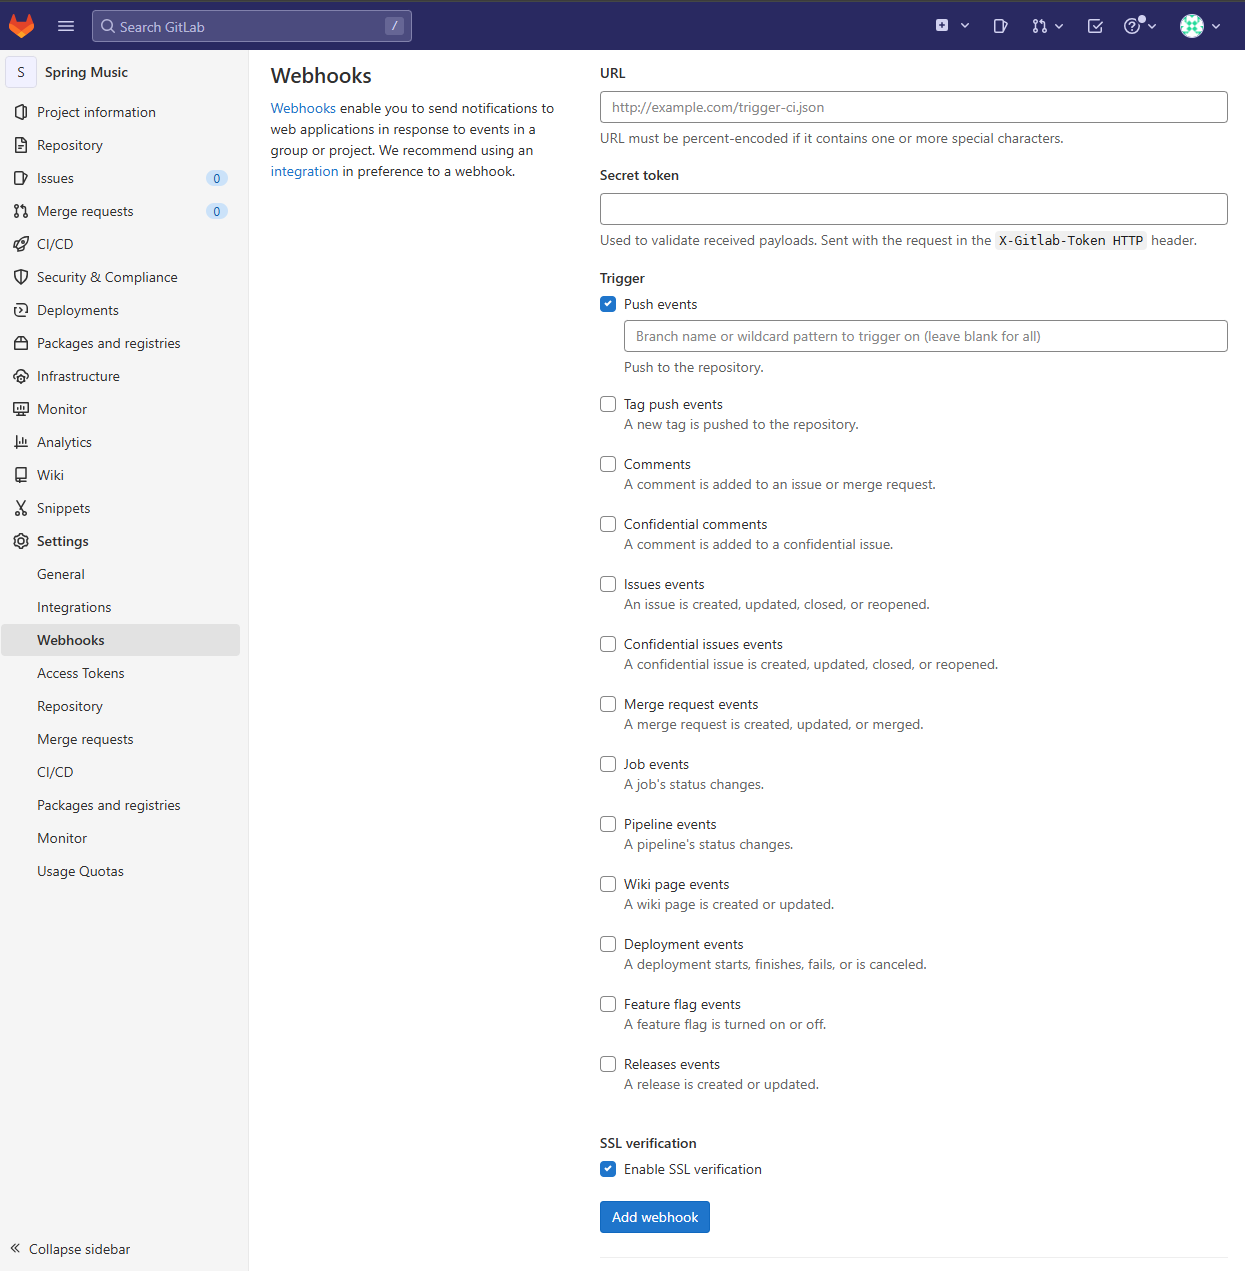 Search GitLab
/
S
Spring Music
Project information
Repository
Issues
0
Merge requests
0
CI/CD
Security & Compliance
Deployments
Packages and registries
Infrastructure
Monitor
Analytics
Wiki
Snippets
Settings
General
Integrations
Webhooks
Access Tokens
Repository
Merge requests
CI/CD
Packages and registries
Monitor
Usage Quotas
Collapse sidebar
Webhooks
Webhooks enable you to send notifications to
web applications in response to events in a
group or project. We recommend using an
integration in preference to a webhook.
URL
http://example.com/trigger-ci.json
URL must be percent-encoded if it contains one or more special characters.
Secret token
Used to validate received payloads. Sent with the request in the X-Gitlab-Token HTTP header.
Trigger
Push events
Branch name or wildcard pattern to trigger on (leave blank for all)
Push to the repository.
Tag push events
A new tag is pushed to the repository.
Comments
A comment is added to an issue or merge request.
Confidential comments
A comment is added to a confidential issue.
Issues events
An issue is created, updated, closed, or reopened.
Confidential issues events
A confidential issue is created, updated, closed, or reopened.
Merge request events
A merge request is created, updated, or merged.
Job events
A job's status changes.
Pipeline events
A pipeline's status changes.
Wiki page events
A wiki page is created or updated.
Deployment events
A deployment starts, finishes, fails, or is canceled.
Feature flag events
A feature flag is turned on or off.
Releases events
A release is created or updated.
SSL verification
Enable SSL verification
Add webhook